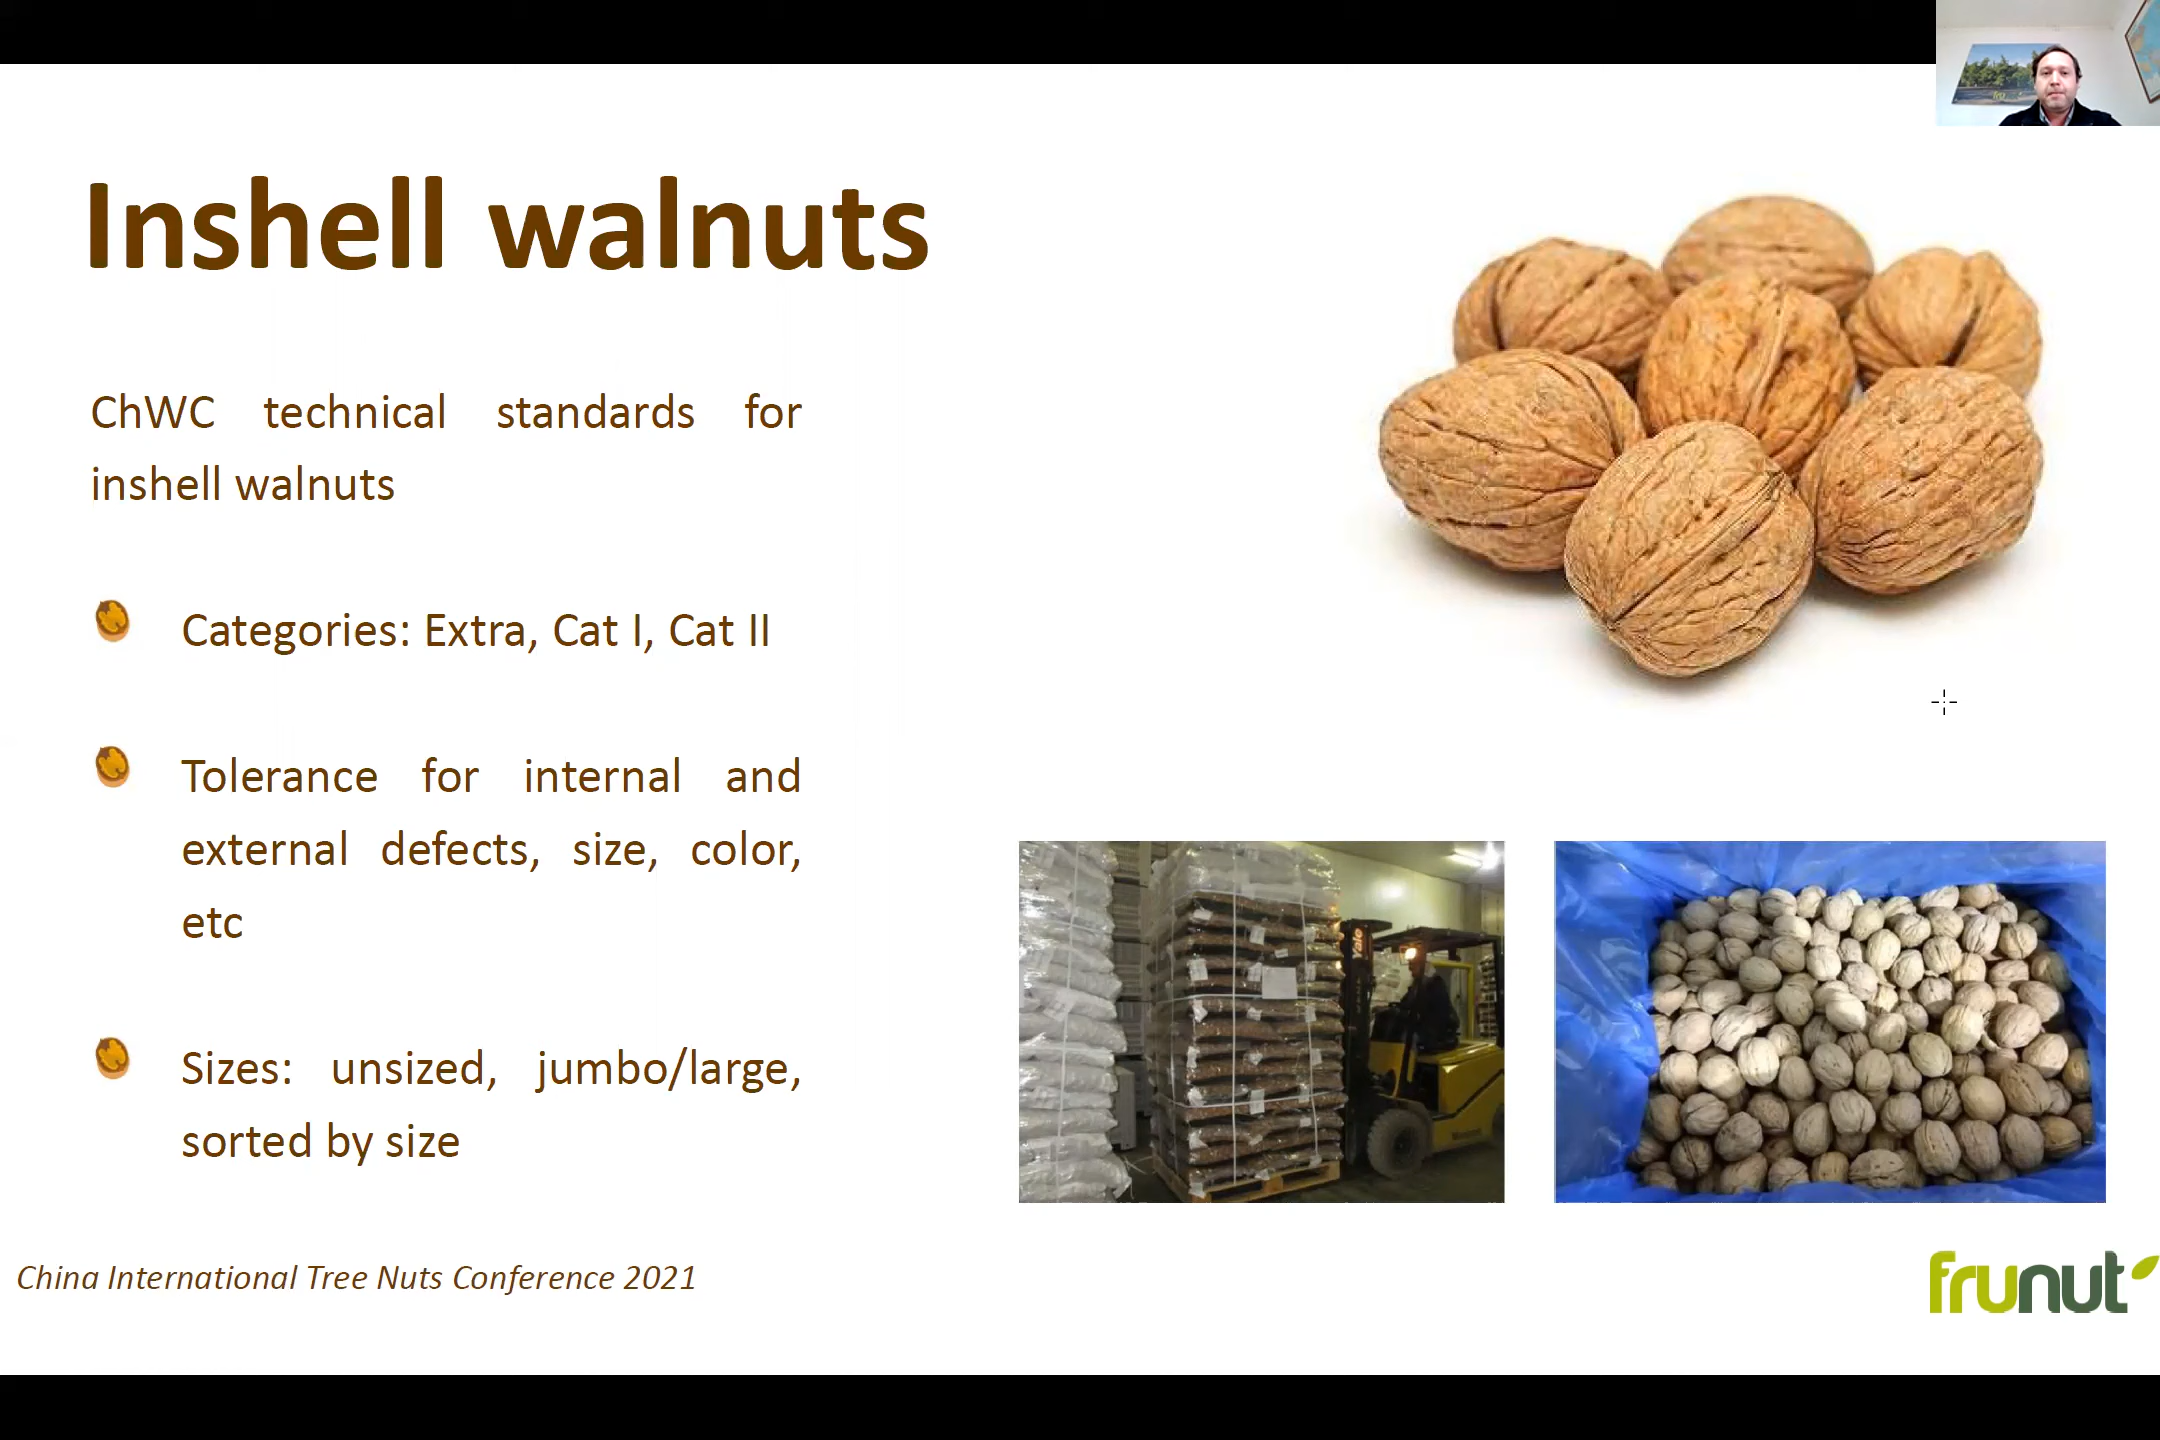 Inshell walnuts
ChWC technical standards for
inshell walnuts
Categories: Extra, Cat I, Cat II
Tolerance for internal and
external defects, size, color,
etc
Sizes: unsized, jumbo/large,
sorted by size
Yale
China International Tree Nuts Conference 2021
frunut